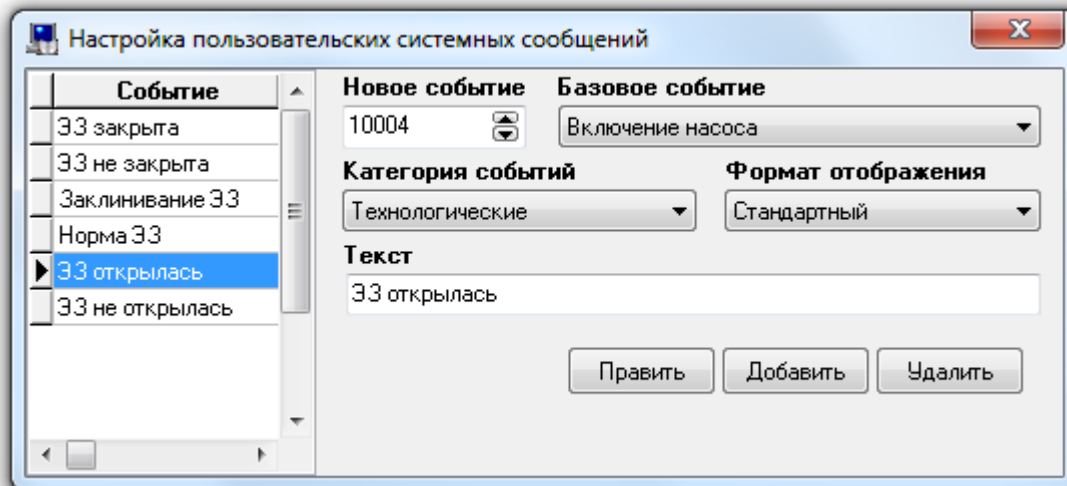 Настройка пользовательских системных сообщений
Событие
ЭЗ закрыта
ЭЗ не закрыта
Заклинивание ЭЗ
Норма ЭЗ
ЭЗ открылась
ЭЗ не открылась
Новое событие Базовое событие
10004 Включение насоса
Категория событий Формат отображения
Технологические Стандартный
Текст
ЭЗ открылась
Править Добавить Удалить